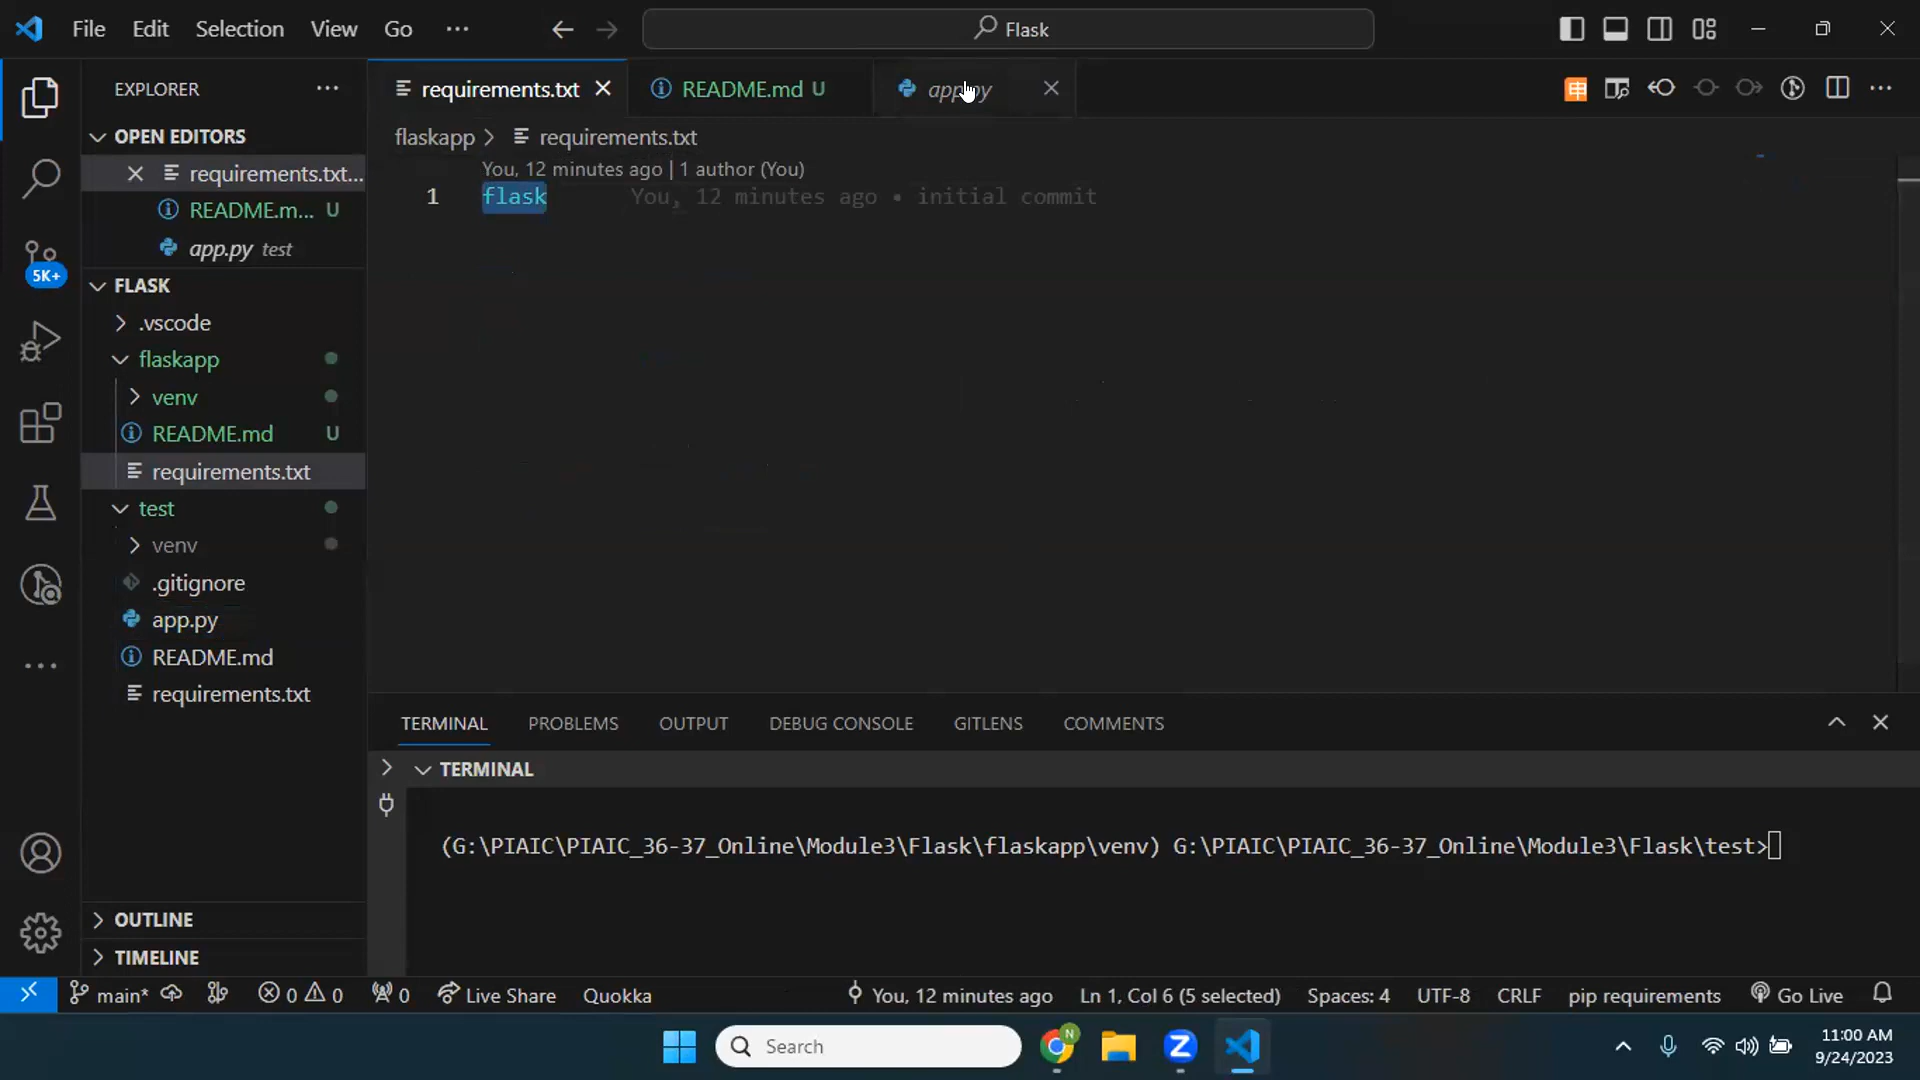 File Edit Selection View Go ... Flask
EXPLORER ...
requirements.txt
README.md U
app.py
OPEN EDITORS
requirements.txt...
README.m... U
app.py test
FLASK
.vscode
flaskapp
venv
README.md U
requirements.txt
test
venv
.gitignore
app.py
README.md
requirements.txt
OUTLINE
TIMELINE
flaskapp > requirements.txt
You, 12 minutes ago | 1 author (You)
1 flask You, 12 minutes ago • initial commit
5K+
TERMINAL PROBLEMS OUTPUT DEBUG CONSOLE GITLENS COMMENTS
TERMINAL
(G:\PIAIC\PIAIC_36-37_Online\Module3\Flask\flaskapp\venv) G:\PIAIC\PIAIC_36-37_Online\Module3\Flask\test>
main* 0 0 0 Live Share Quokka You, 12 minutes ago Ln 1, Col 6 (5 selected) Spaces: 4 UTF-8 CRLF pip requirements Go Live
Search
N
Z
11:00 AM
9/24/2023